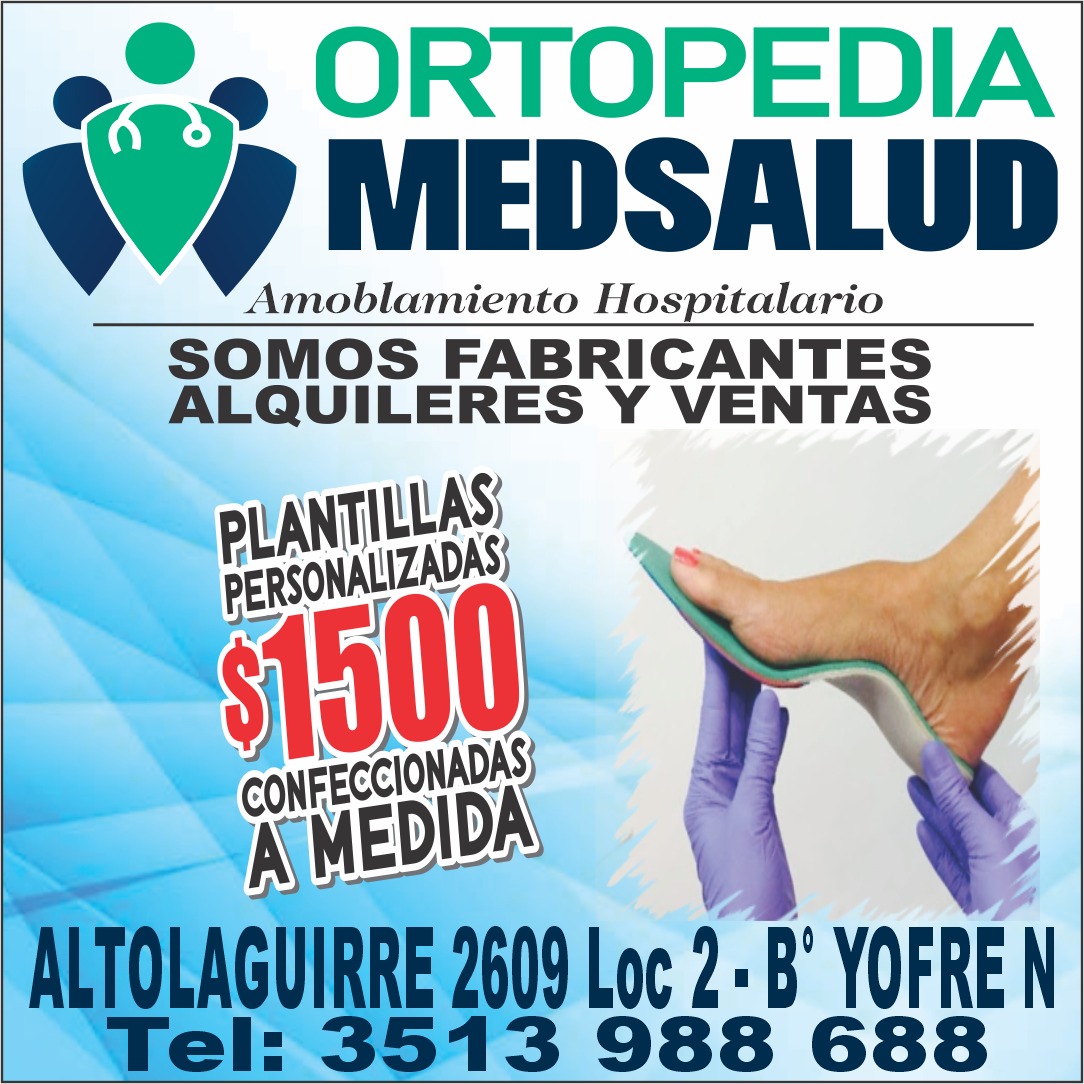 ORTOPEDIA
MEDSALUD
Amoblamiento Hospitalario
SOMOS FABRICANTES
ALQUILERES Y VENTAS
PLANTILLAS
PERSONALIZADAS
$1500
CONFECCIONADAS
A MEDIDA
ALTOLAGUIRRE 2609 Loc 2 - B° YOFRE N
Tel: 3513 988 688